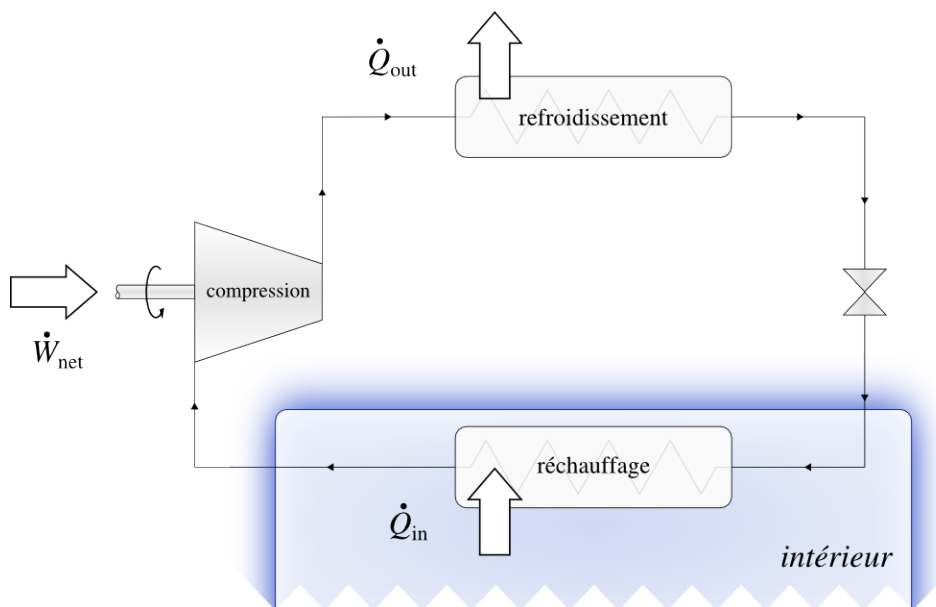 Q̇out
refroidissement
compression
Ẇnet
réchauffage
Q̇in
intérieur